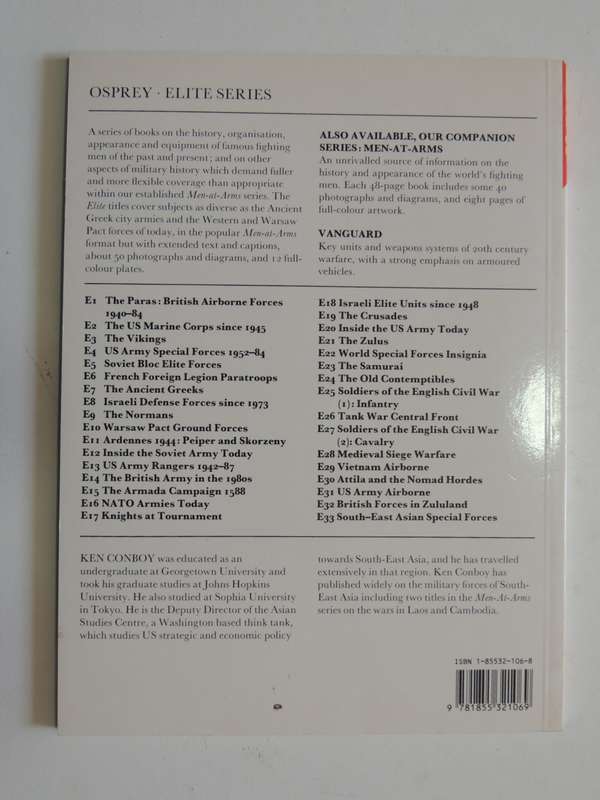 OSPREY · ELITE SERIES
A series of books on the history, organisation,
appearance and equipment of famous fighting
men of the past and present; and on other
aspects of military history which demand fuller
and more flexible coverage than appropriate
within our established Men-at-Arms series. The
Elite titles cover subjects as diverse as the Ancient
Greek city armies and the Western and Warsaw
Pact forces of today, in the popular Men-at-Arms
format but with extended text and captions,
about 50 photographs and diagrams, and 12 full-
colour plates.
ALSO AVAILABLE, OUR COMPANION
SERIES: MEN-AT-ARMS
An unrivalled source of information on the
history and appearance of the world's fighting
men. Each 48-page book includes some 40
photographs and diagrams, and eight pages of
full-colour artwork.
VANGUARD
Key units and weapons systems of 20th century
warfare, with a strong emphasis on armoured
vehicles.
E1 The Paras: British Airborne Forces
1940–84
E2 The US Marine Corps since 1945
E3 The Vikings
E4 US Army Special Forces 1952–84
E5 Soviet Bloc Elite Forces
E6 French Foreign Legion Paratroops
E7 The Ancient Greeks
E8 Israeli Defense Forces since 1973
E9 The Normans
E10 Warsaw Pact Ground Forces
E11 Ardennes 1944: Peiper and Skorzeny
E12 Inside the Soviet Army Today
E13 US Army Rangers 1942–87
E14 The British Army in the 1980s
E15 The Armada Campaign 1588
E16 NATO Armies Today
E17 Knights at Tournament
E18 Israeli Elite Units since 1948
E19 The Crusades
E20 Inside the US Army Today
E21 The Zulus
E22 World Special Forces Insignia
E23 The Samurai
E24 The Old Contemptibles
E25 Soldiers of the English Civil War
(1): Infantry
E26 Tank War Central Front
E27 Soldiers of the English Civil War
(2): Cavalry
E28 Medieval Siege Warfare
E29 Vietnam Airborne
E30 Attila and the Nomad Hordes
E31 US Army Airborne
E32 British Forces in Zululand
E33 South-East Asian Special Forces
KEN CONBOY was educated as an
undergraduate at Georgetown University and
took his graduate studies at Johns Hopkins
University. He also studied at Sophia University
in Tokyo. He is the Deputy Director of the Asian
Studies Centre, a Washington based think tank,
which studies US strategic and economic policy
towards South-East Asia, and he has travelled
extensively in that region. Ken Conboy has
published widely on the military forces of South-
East Asia including two titles in the Men-At-Arms
series on the wars in Laos and Cambodia.
ISBN 1-85532-106-8
9 781855 321069